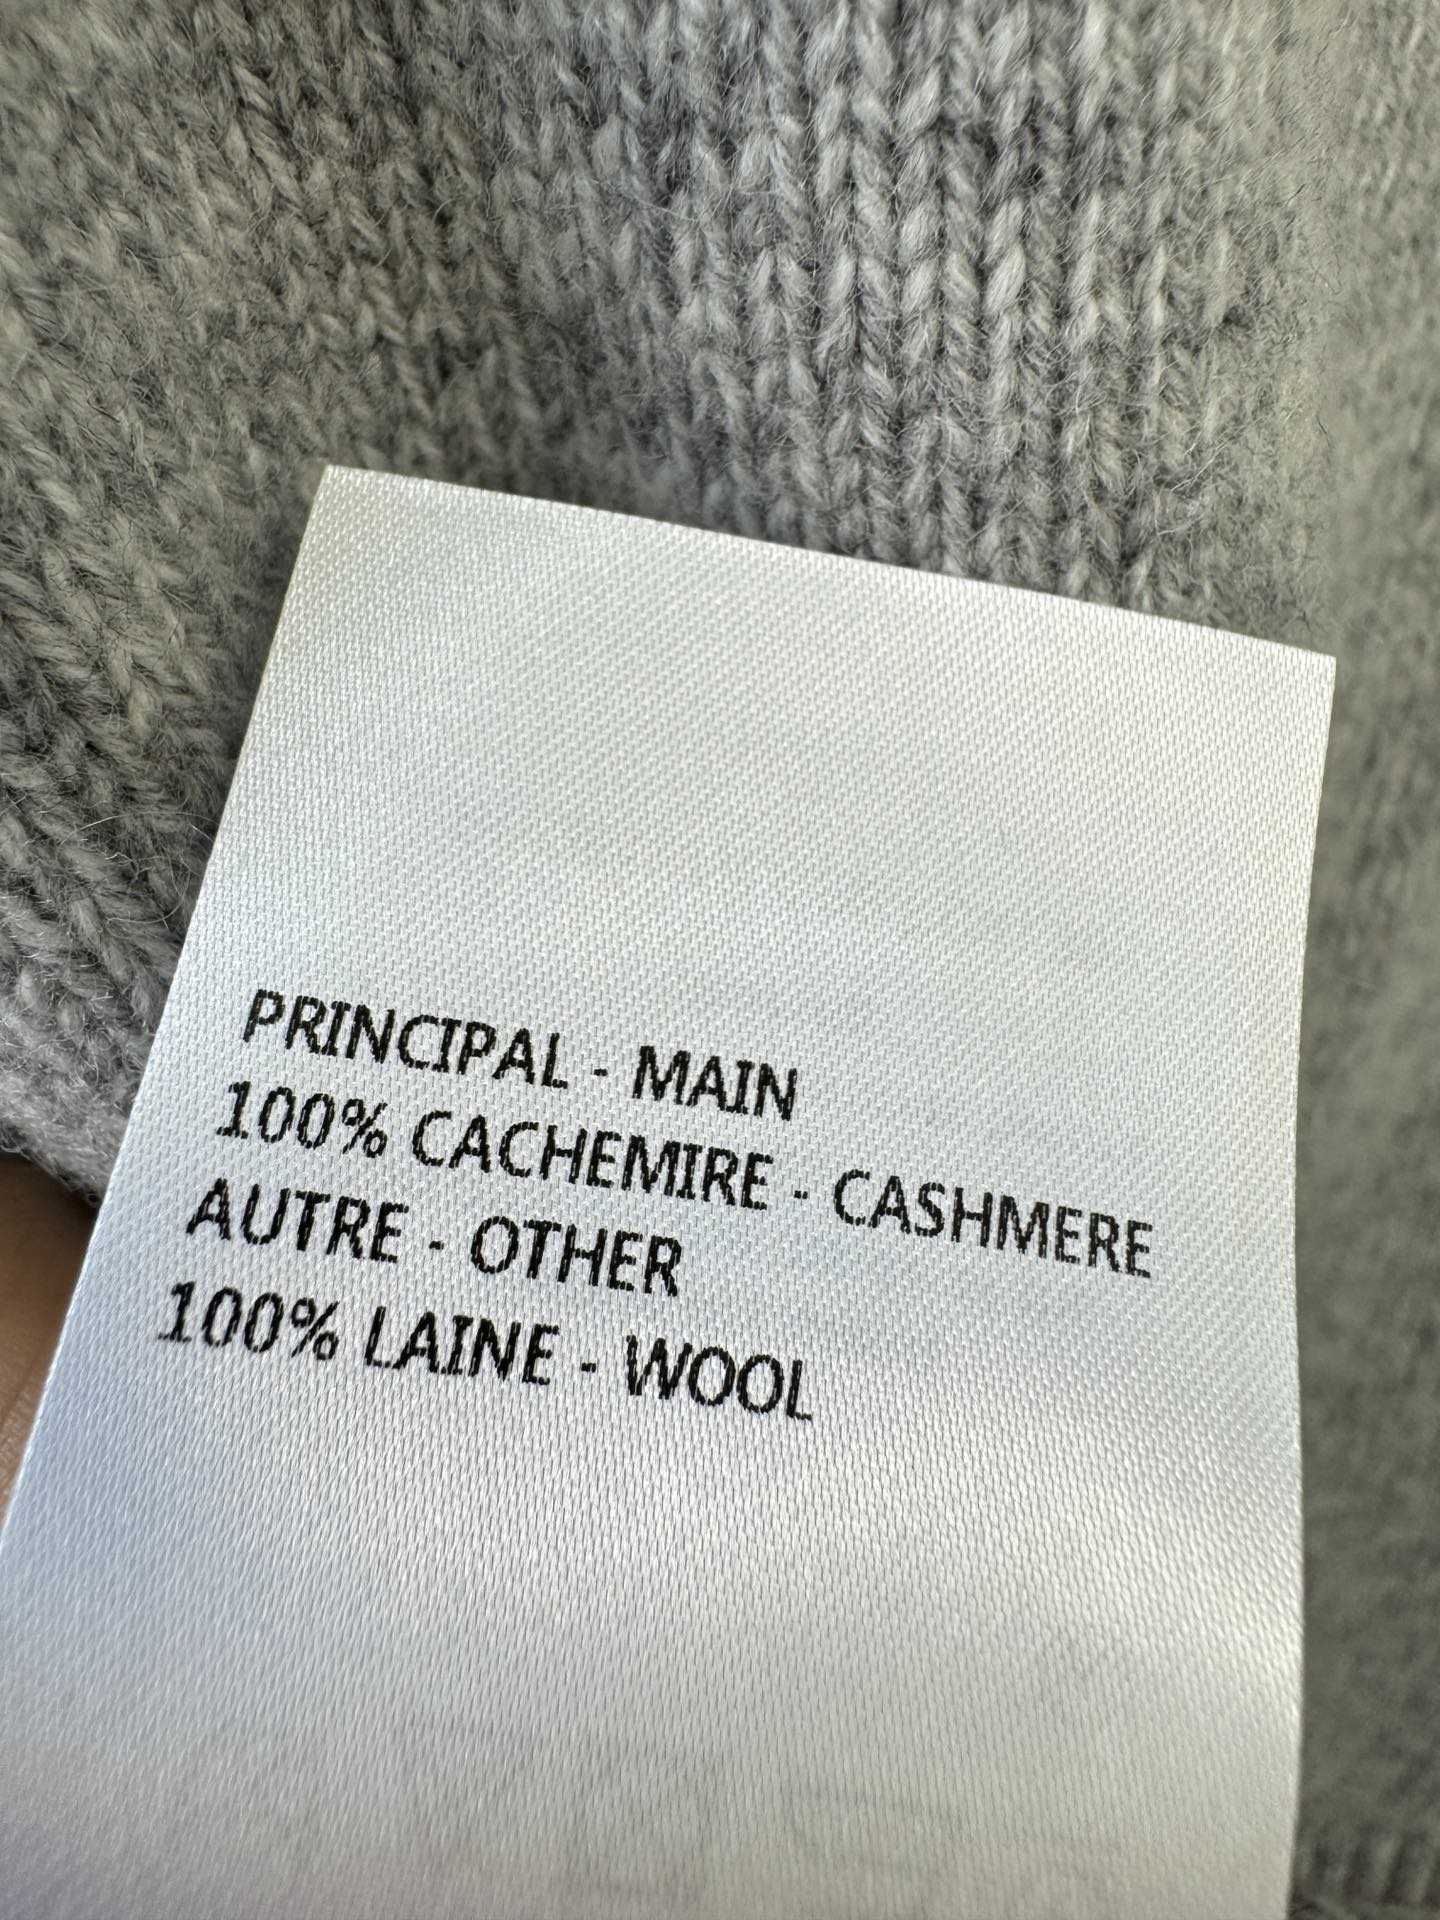 PRINCIPAL - MAIN
100% CACHEMIRE - CASHMERE
AUTRE - OTHER
100% LAINE - WOOL